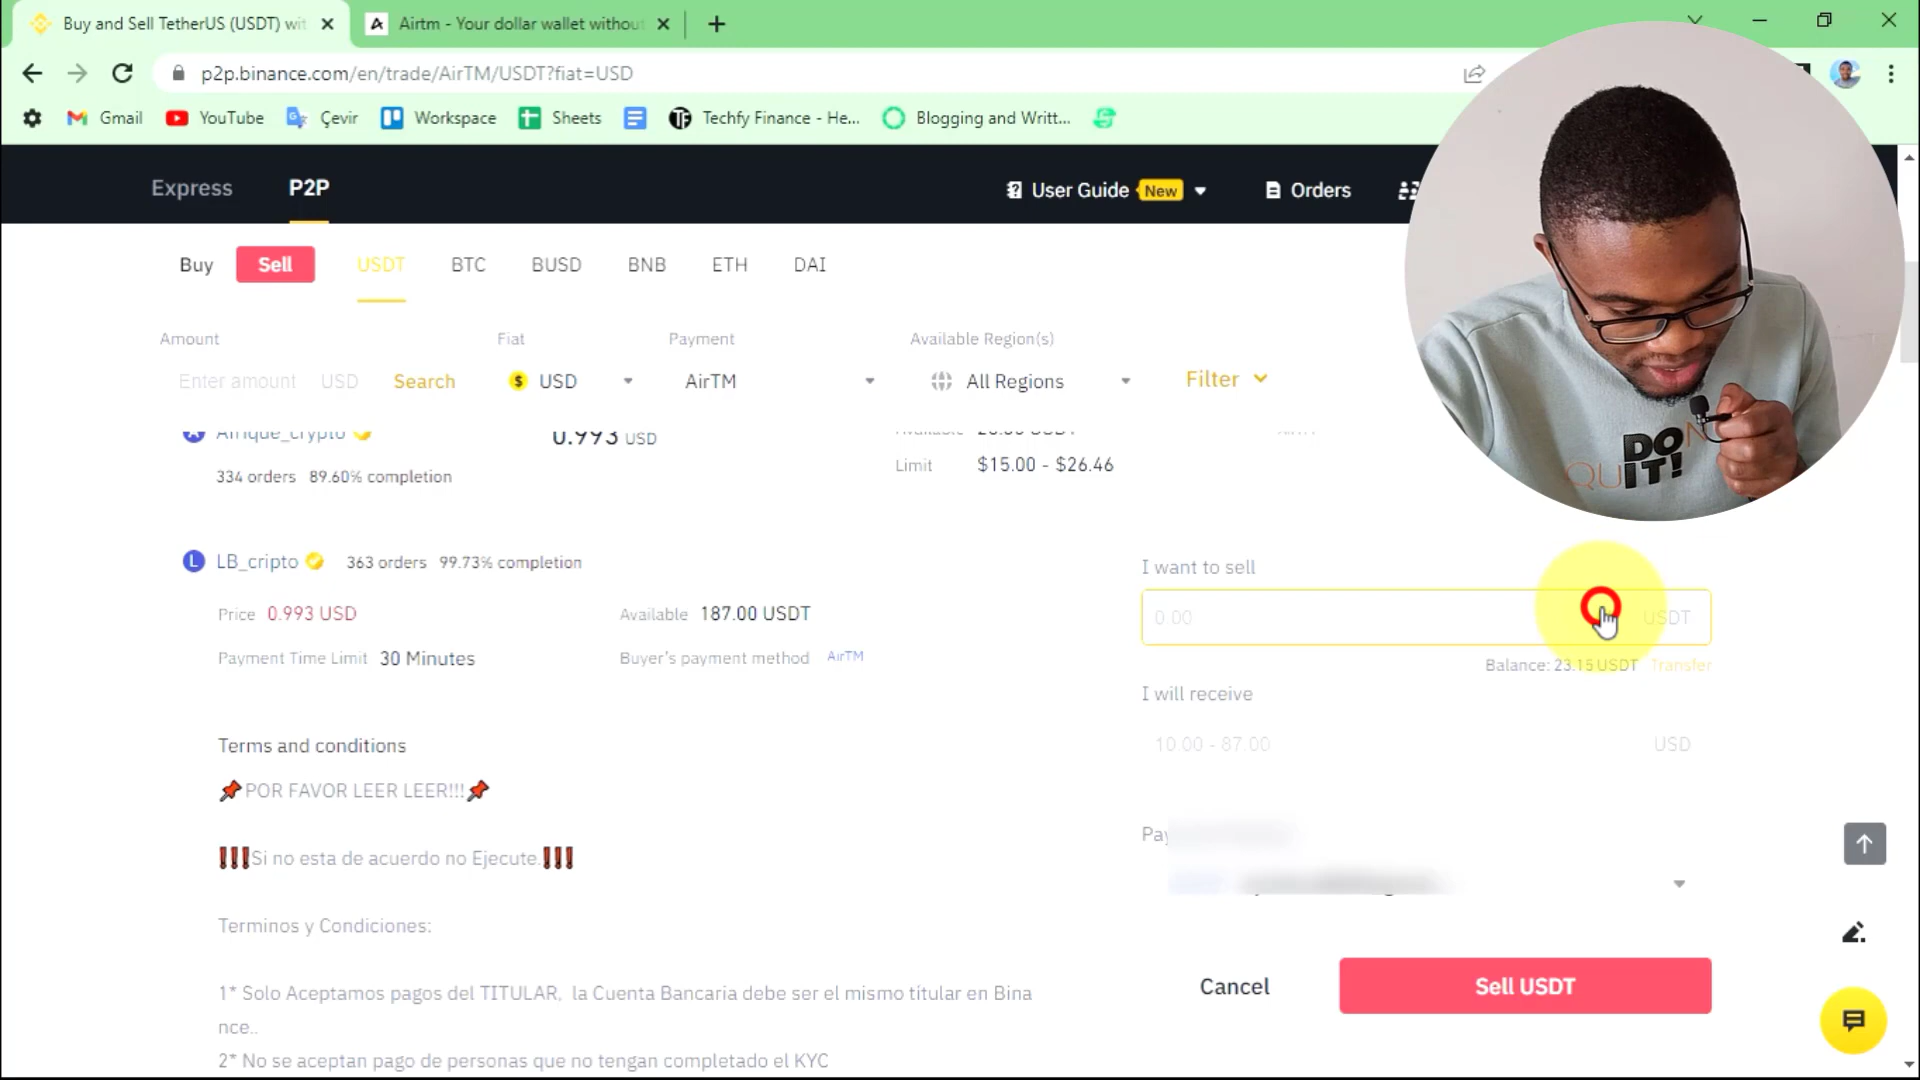 Buy and Sell TetherUS (USDT) wit
Airtm - Your dollar wallet without
p2p.binance.com/en/trade/AirTM/USDT?fiat=USD
Gmail YouTube Çevir Workspace Sheets Techfy Finance - He... Blogging and Writt...
Express P2P User Guide New Orders
Buy Sell USDT BTC BUSD BNB ETH DAI
Amount Fiat Payment Available Region(s)
Enter amount USD Search $ USD AirTM All Regions Filter
Afrique_crypto 0.993 USD
334 orders 89.60% completion Limit $15.00 - $26.46
DO
QUIT!
L LB_cripto 363 orders 99.73% completion
I want to sell
Price 0.993 USD Available 187.00 USDT
0.00 USDT
Payment Time Limit 30 Minutes Buyer's payment method AirTM
Balance: 23.15 USDT Transfer
I will receive
Terms and conditions
10.00 - 87.00 USD
📌POR FAVOR LEER LEER!!!📌
Pay
❗❗❗Si no esta de acuerdo no Ejecute.❗❗❗
Terminos y Condiciones:
Cancel Sell USDT
1* Solo Aceptamos pagos del TITULAR, la Cuenta Bancaria debe ser el mismo títular en Bina
nce..
2* No se aceptan pago de personas que no tengan completado el KYC